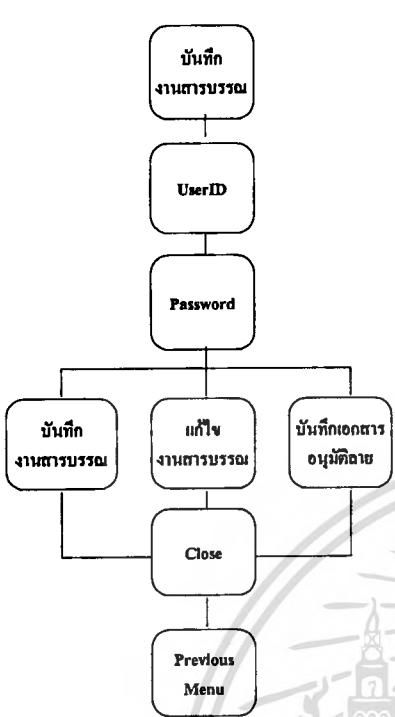 บันทึก
งานสารบรรณ
UserID
Password
บันทึก
งานสารบรรณ
แก้ไข
งานสารบรรณ
บันทึกเอกสาร
อนุมัติลาย
Close
Previous
Menu